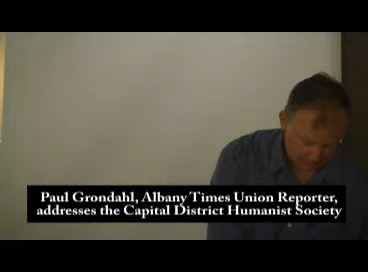 Paul Grondahl, Albany Times Union Reporter,
addresses the Capital District Humanist Society